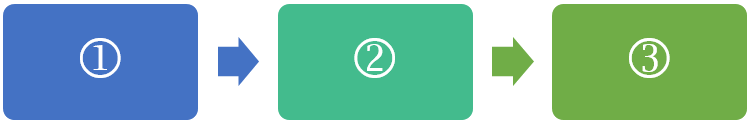 ① ② ③